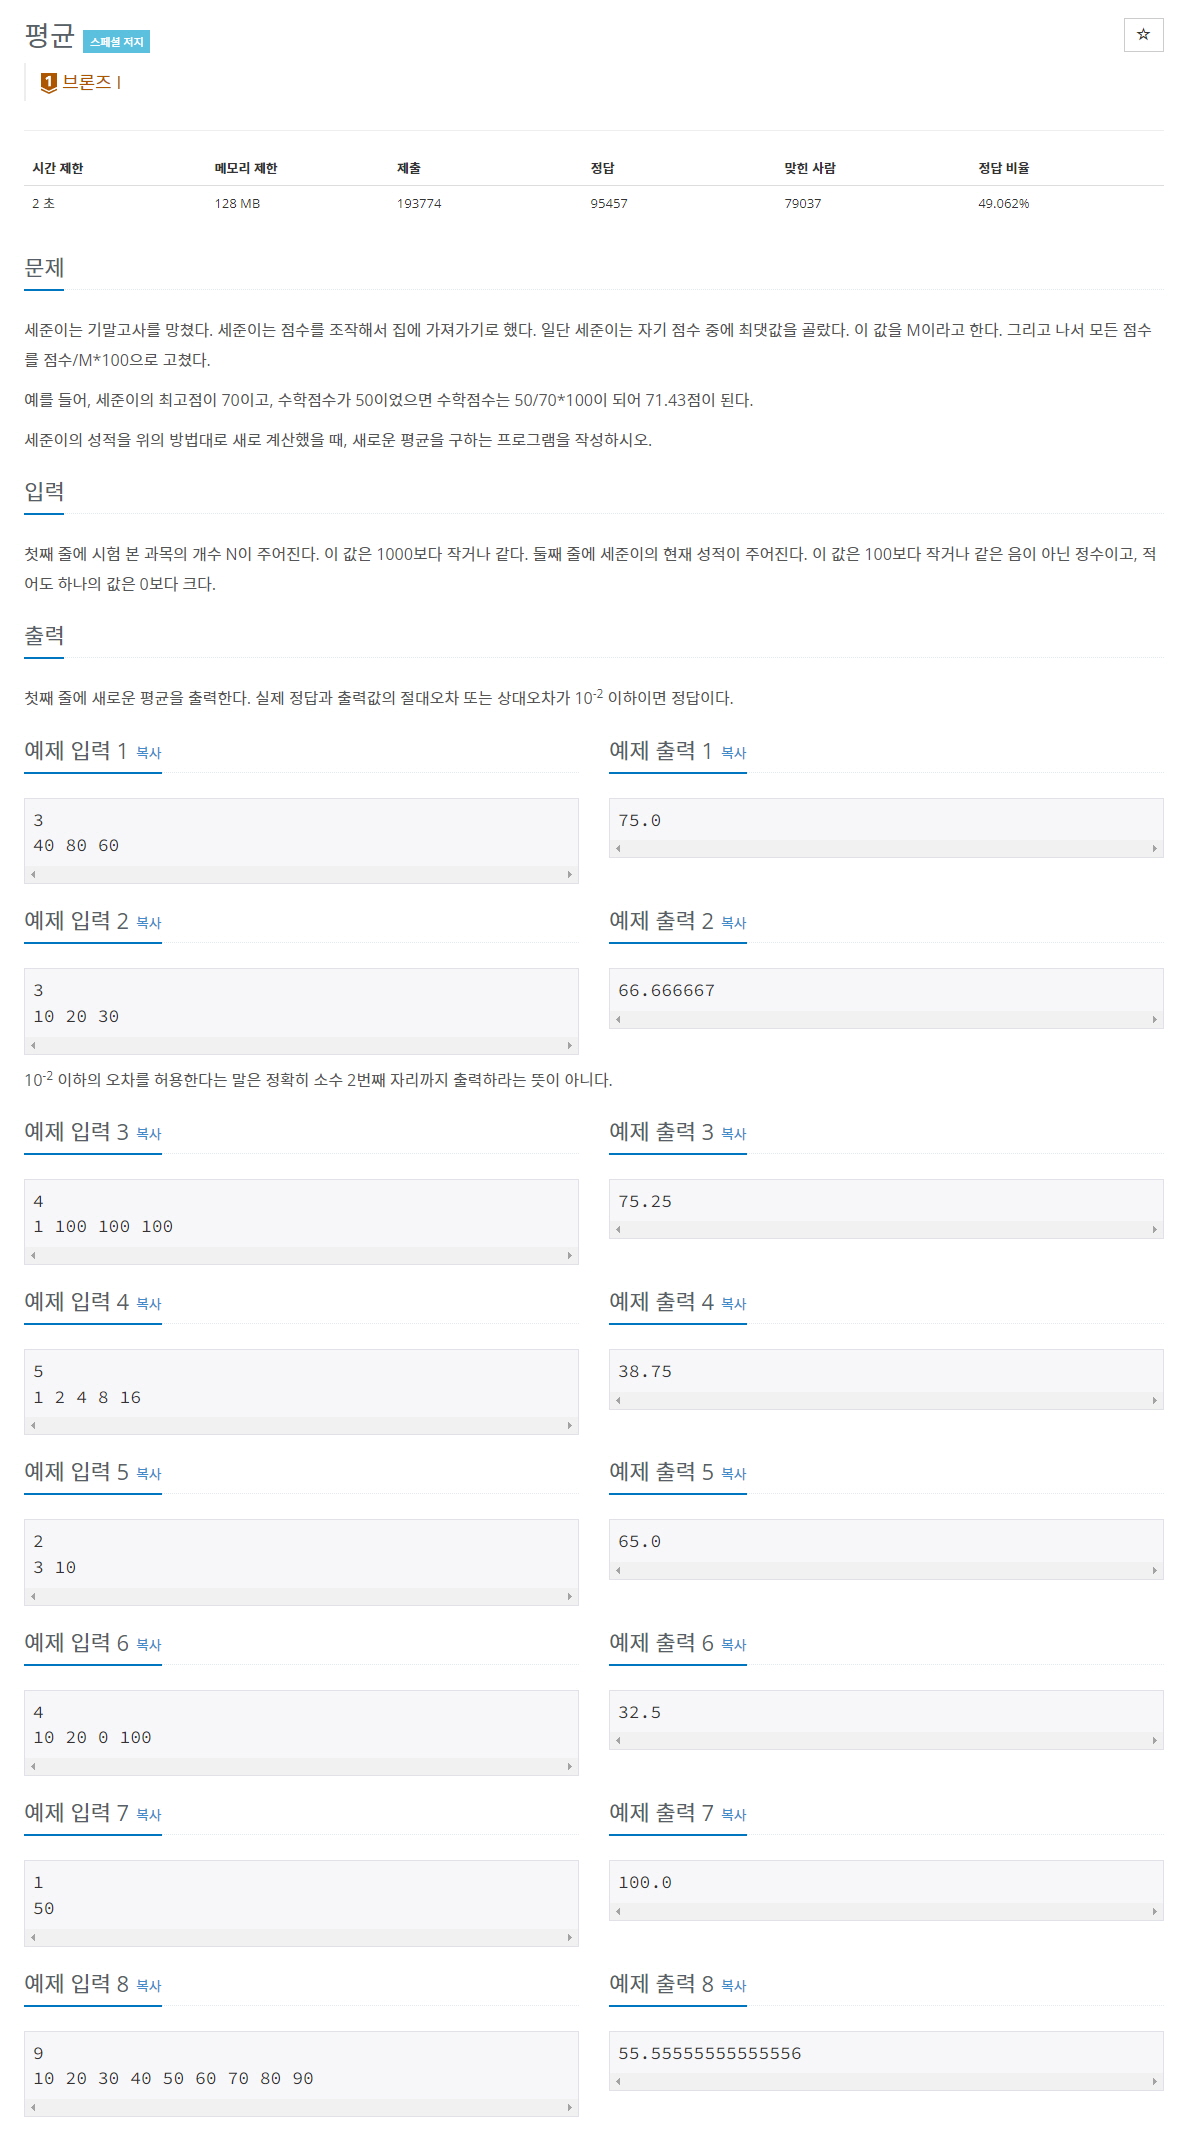 평균 스페셜 저지
☆
1 브론즈 I
시간 제한 메모리 제한 제출 정답 맞힌 사람 정답 비율
2 초 128 MB 193774 95457 79037 49.062%
문제
세준이는 기말고사를 망쳤다. 세준이는 점수를 조작해서 집에 가져가기로 했다. 일단 세준이는 자기 점수 중에 최댓값을 골랐다. 이 값을 M이라고 한다. 그리고 나서 모든 점수
를 점수/M*100으로 고쳤다.
예를 들어, 세준이의 최고점이 70이고, 수학점수가 50이었으면 수학점수는 50/70*100이 되어 71.43점이 된다.
세준이의 성적을 위의 방법대로 새로 계산했을 때, 새로운 평균을 구하는 프로그램을 작성하시오.
입력
첫째 줄에 시험 본 과목의 개수 N이 주어진다. 이 값은 1000보다 작거나 같다. 둘째 줄에 세준이의 현재 성적이 주어진다. 이 값은 100보다 작거나 같은 음이 아닌 정수이고, 적
어도 하나의 값은 0보다 크다.
출력
첫째 줄에 새로운 평균을 출력한다. 실제 정답과 출력값의 절대오차 또는 상대오차가 10-2 이하이면 정답이다.
예제 입력 1 복사
3
40 80 60
예제 출력 1 복사
75.0
예제 입력 2 복사
3
10 20 30
예제 출력 2 복사
66.666667
10-2 이하의 오차를 허용한다는 말은 정확히 소수 2번째 자리까지 출력하라는 뜻이 아니다.
예제 입력 3 복사
4
1 100 100 100
예제 출력 3 복사
75.25
예제 입력 4 복사
5
1 2 4 8 16
예제 출력 4 복사
38.75
예제 입력 5 복사
2
3 10
예제 출력 5 복사
65.0
예제 입력 6 복사
4
10 20 0 100
예제 출력 6 복사
32.5
예제 입력 7 복사
1
50
예제 출력 7 복사
100.0
예제 입력 8 복사
9
10 20 30 40 50 60 70 80 90
예제 출력 8 복사
55.55555555555556